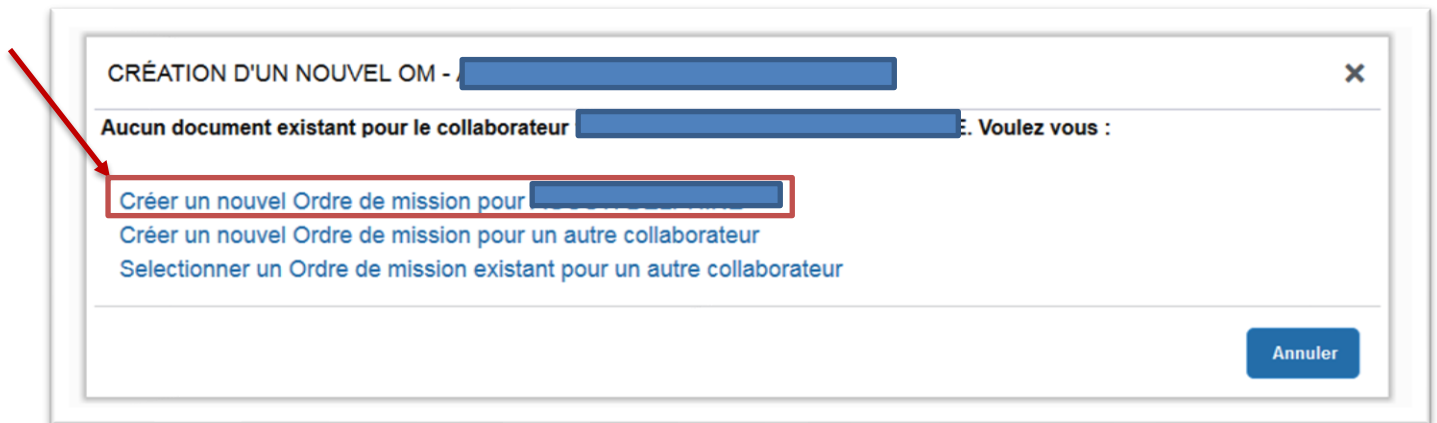 CRÉATION D'UN NOUVEL OM -
Aucun document existant pour le collaborateur E. Voulez vous :
Créer un nouvel Ordre de mission pour
Créer un nouvel Ordre de mission pour un autre collaborateur
Selectionner un Ordre de mission existant pour un autre collaborateur
Annuler